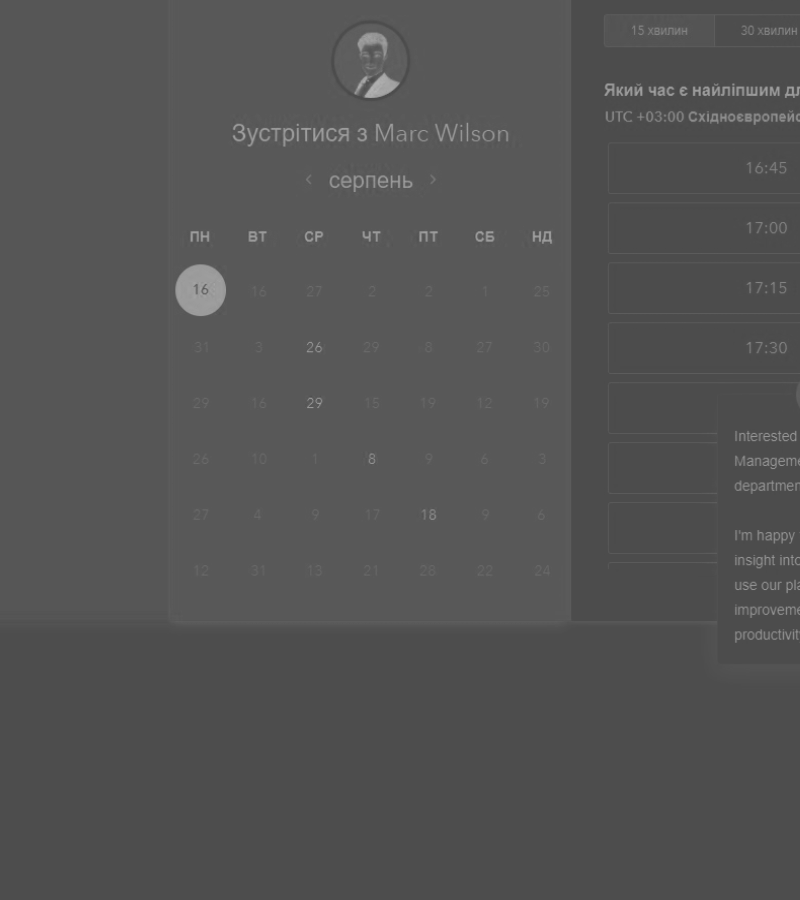 Зустрітися з Marc Wilson
‹ серпень ›
ПН ВТ СР ЧТ ПТ СБ НД
16 16 27 2 2 1 25
31 3 26 29 8 27 30
29 16 29 15 19 12 19
26 10 1 8 9 6 3
27 4 9 17 18 9 6
12 31 13 21 28 22 24
15 хвилин 30 хвилин
Який час є найліпшим дл
UTC +03:00 Східноєвропейс
16:45
17:00
17:15
17:30
Interested
Manageme
departmen
I'm happy
insight into
use our pla
improveme
productivit